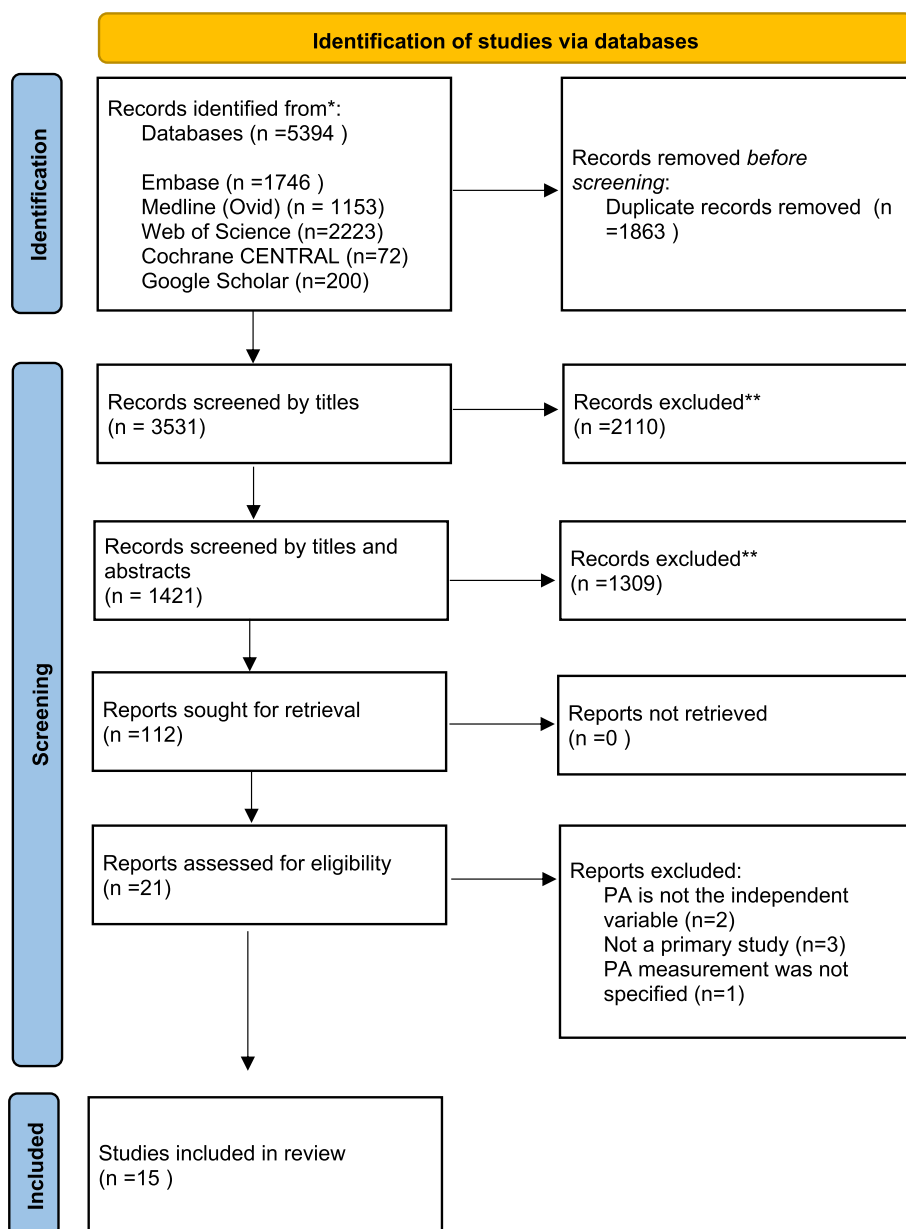 Identification of studies via databases
Identification
Records identified from*:
Databases (n =5394 )
Embase (n =1746 )
Medline (Ovid) (n = 1153)
Web of Science (n=2223)
Cochrane CENTRAL (n=72)
Google Scholar (n=200)
Records removed before
screening:
Duplicate records removed  (n
=1863 )
Screening
Records screened by titles
(n = 3531)
Records excluded**
(n =2110)
Records screened by titles and
abstracts
(n = 1421)
Records excluded**
(n =1309)
Reports sought for retrieval
(n =112)
Reports not retrieved
(n =0 )
Reports assessed for eligibility
(n =21)
Reports excluded:
PA is not the independent
variable (n=2)
Not a primary study (n=3)
PA measurement was not
specified (n=1)
Included
Studies included in review
(n =15 )